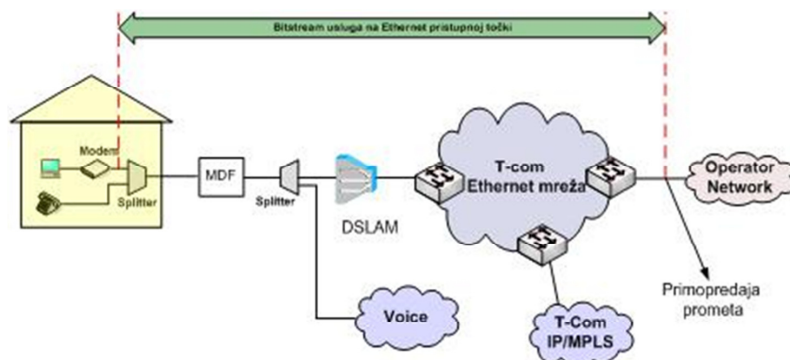 Bitstream usluga na Ethernet pristupnoj točki
Modem
Splitter
MDF
Splitter
DSLAM
T-com
Ethernet mreža
Operator
Network
Primopredaja
prometa
Voice
T-Com
IP/MPLS